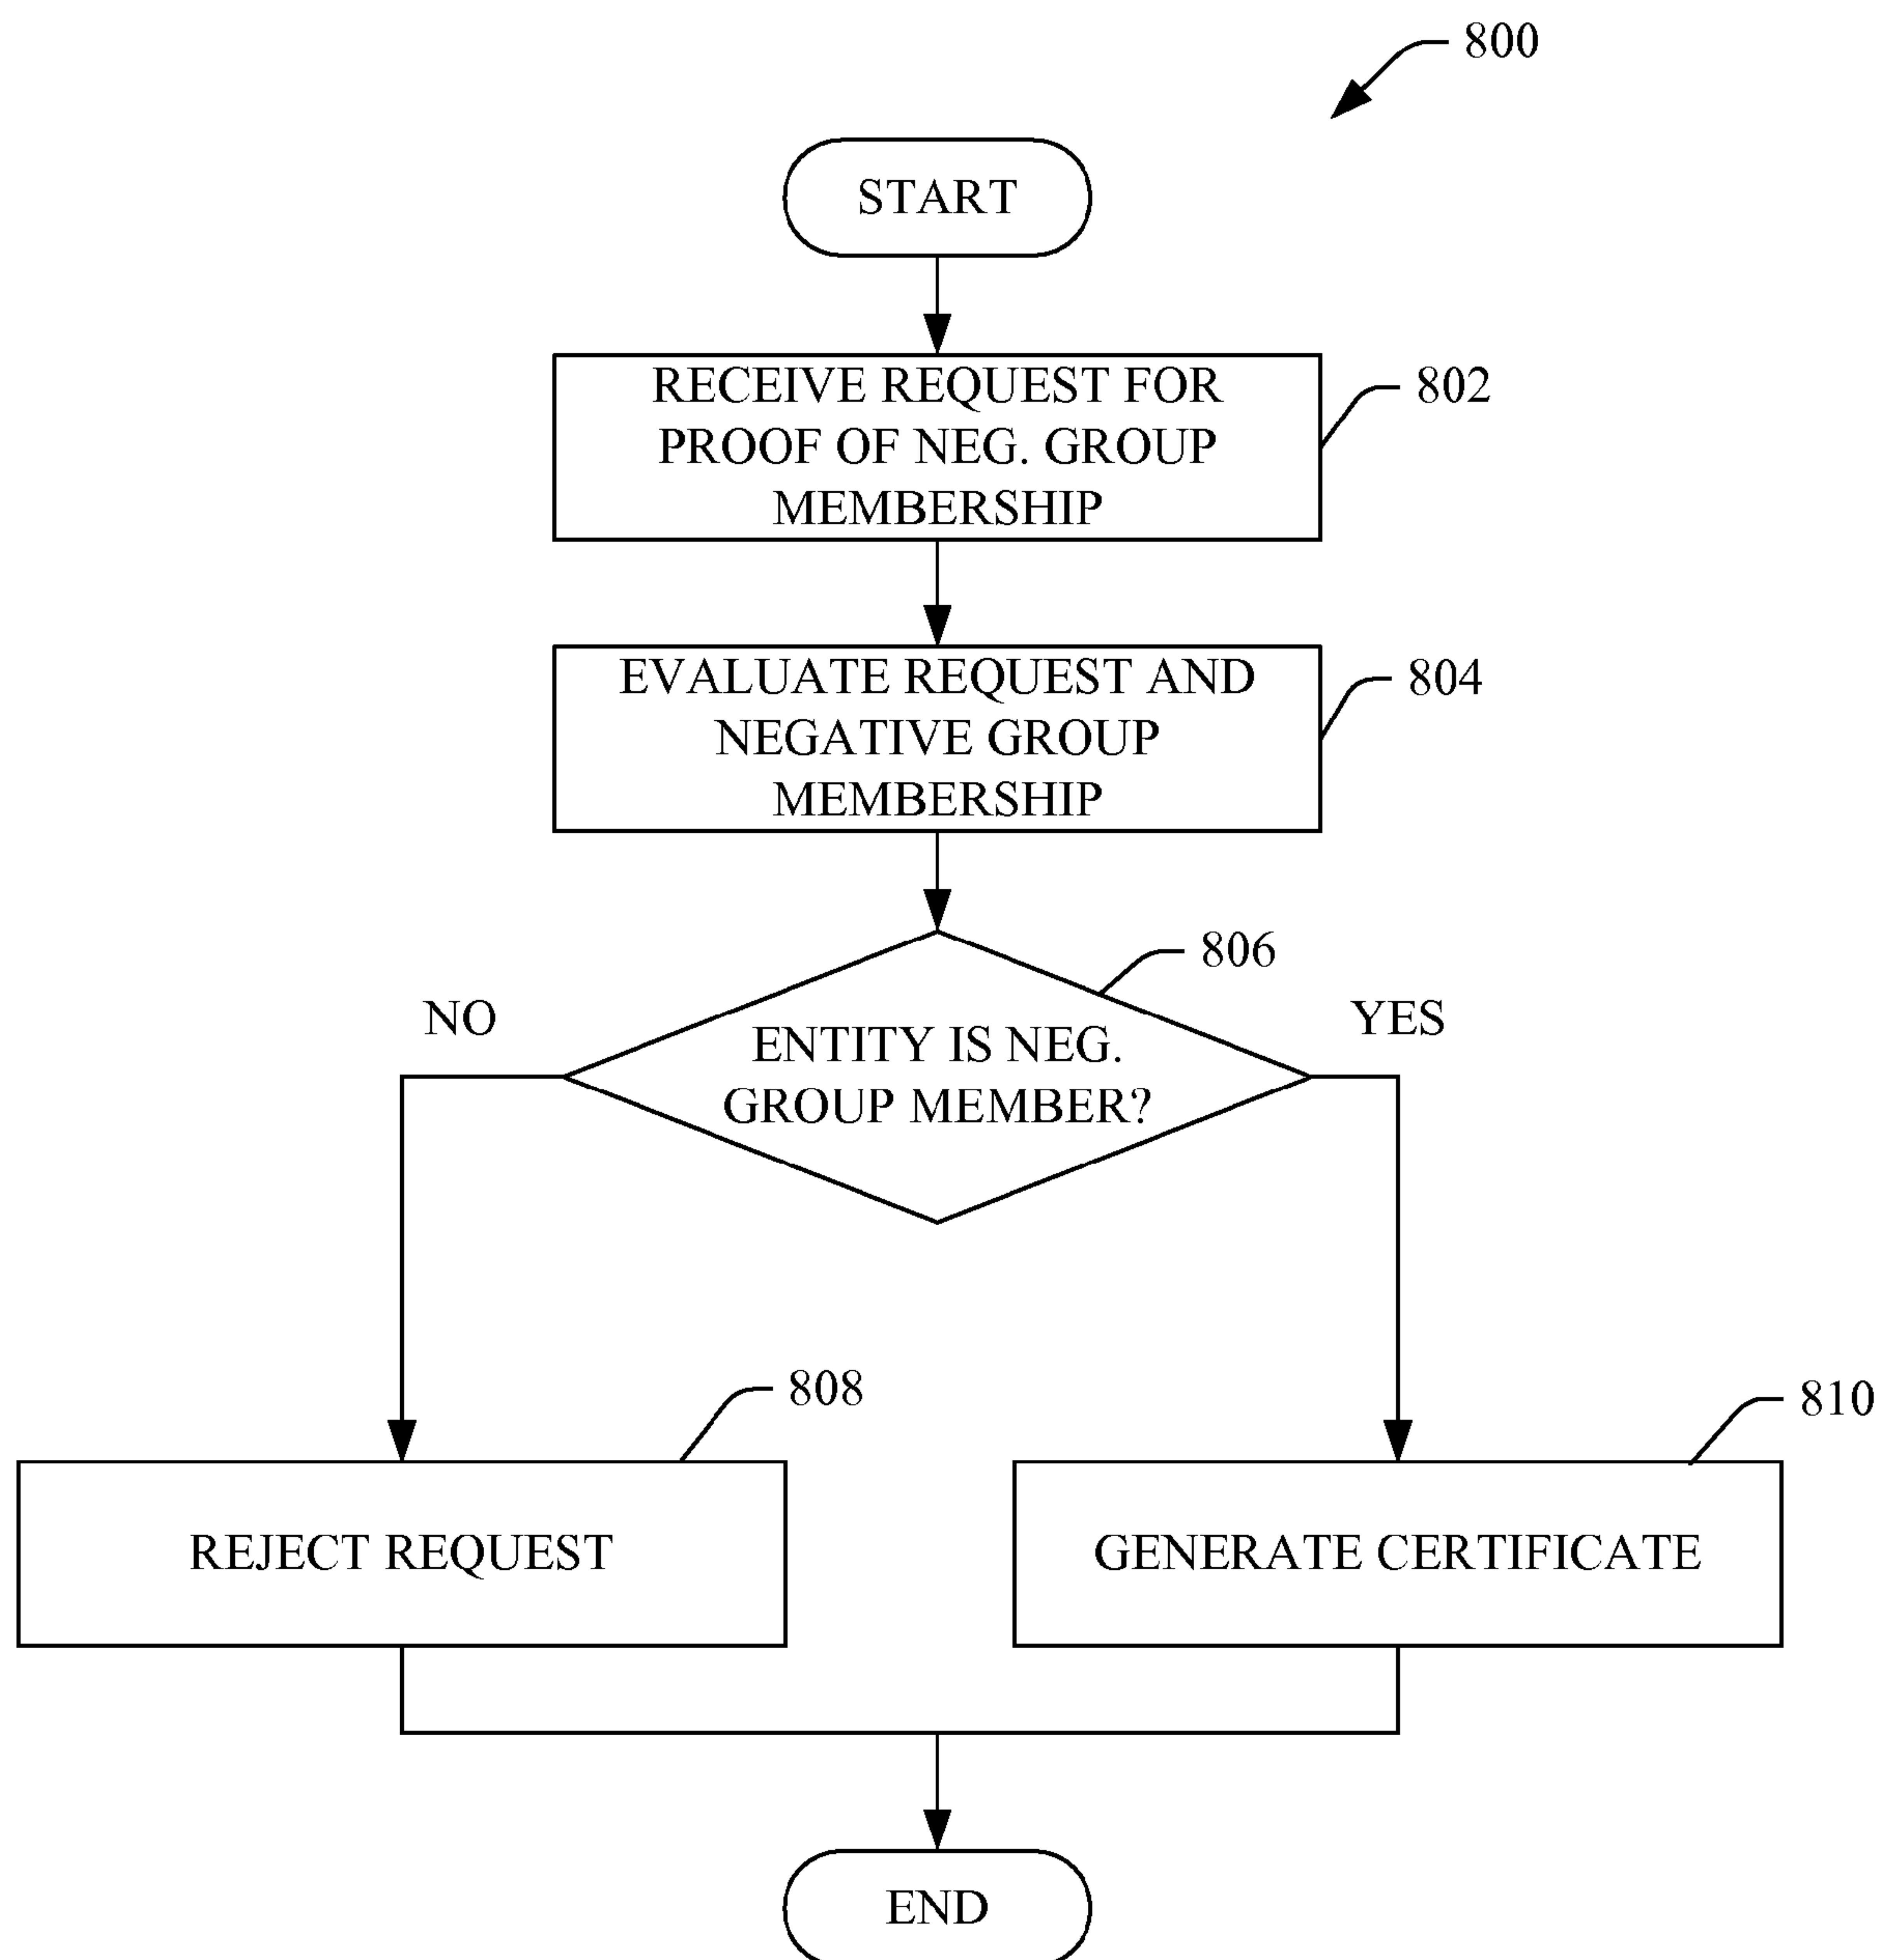 800
START
RECEIVE REQUEST FOR
PROOF OF NEG. GROUP
MEMBERSHIP
802
EVALUATE REQUEST AND
NEGATIVE GROUP
MEMBERSHIP
804
806
NO
YES
ENTITY IS NEG.
GROUP MEMBER?
808
810
REJECT REQUEST
GENERATE CERTIFICATE
END